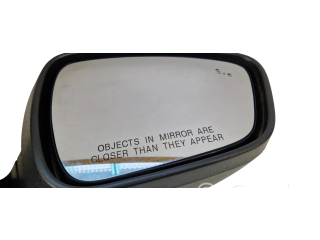 OBJECTS IN MIRROR ARE
CLOSER THAN THEY APPEAR